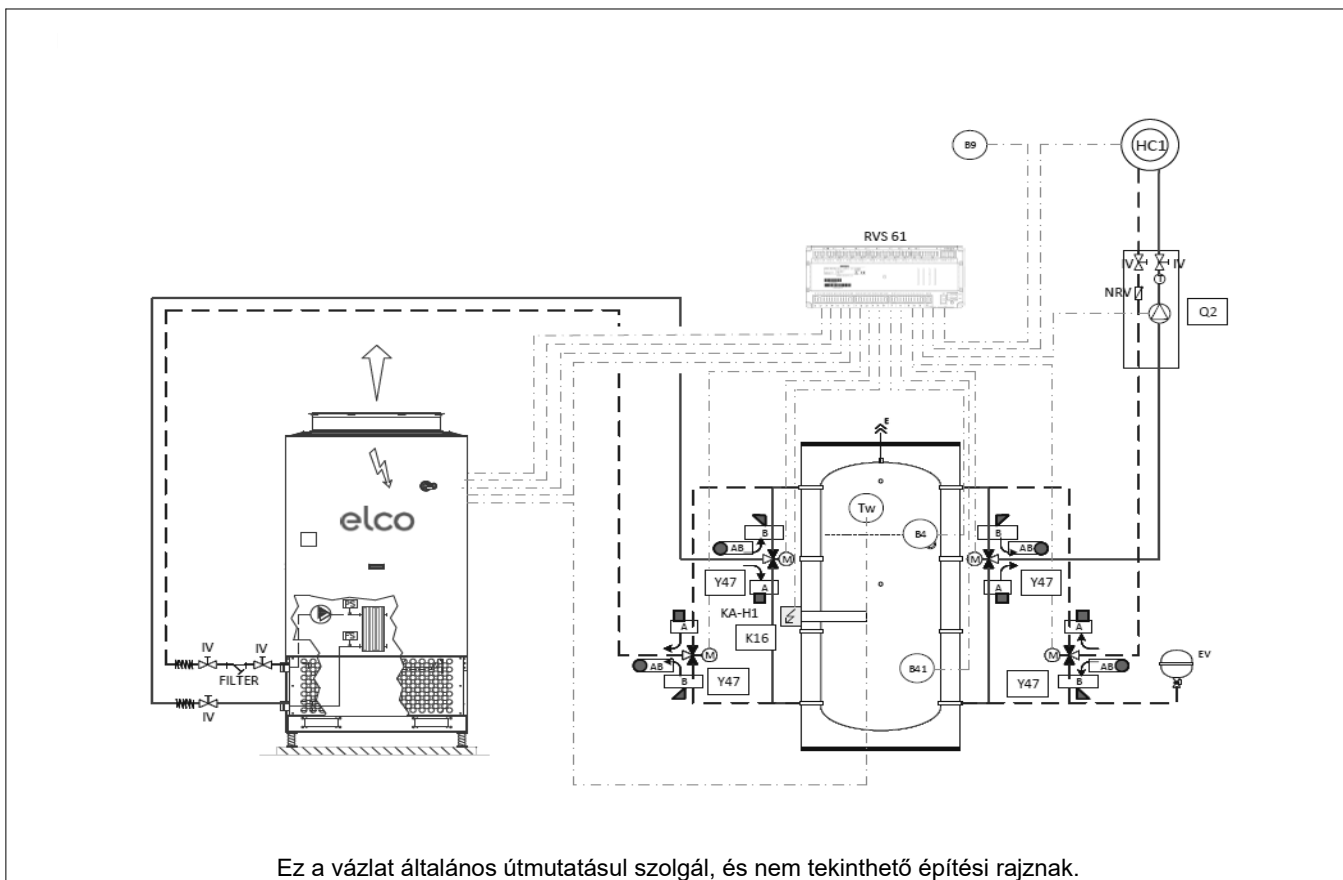 B9
HC1
RVS 61
IV
IV
T
NRV
Q2
E
elco
Tw
B4
B
AB
M
A
Y47
B
AB
M
A
Y47
KA-H1
K16
A
M
AB
B
Y47
B41
A
M
AB
B
Y47
EV
FS
FS
IV
IV
FILTER
IV
Ez a vázlat általános útmutatásul szolgál, és nem tekinthető építési rajznak.